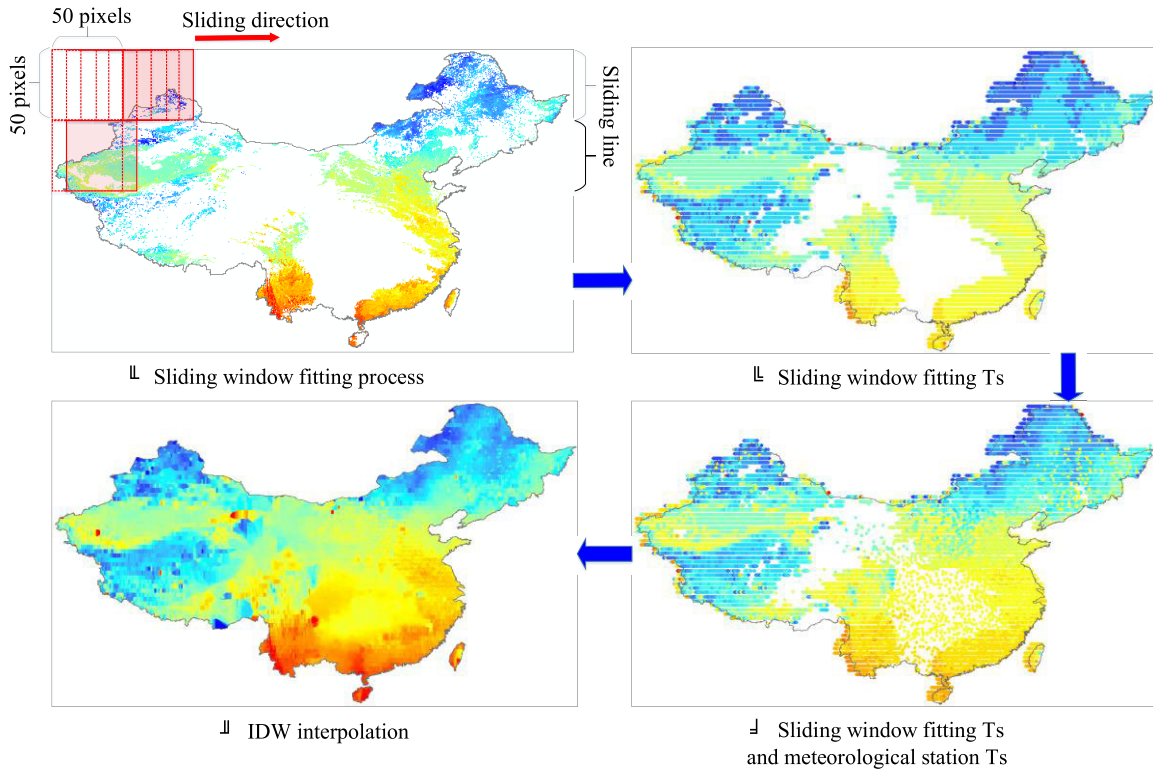 50 pixels
Sliding direction
50 pixels
Sliding line
╙ Sliding window fitting process
╚ Sliding window fitting Ts
╜ IDW interpolation
╛ Sliding window fitting Ts
and meteorological station Ts